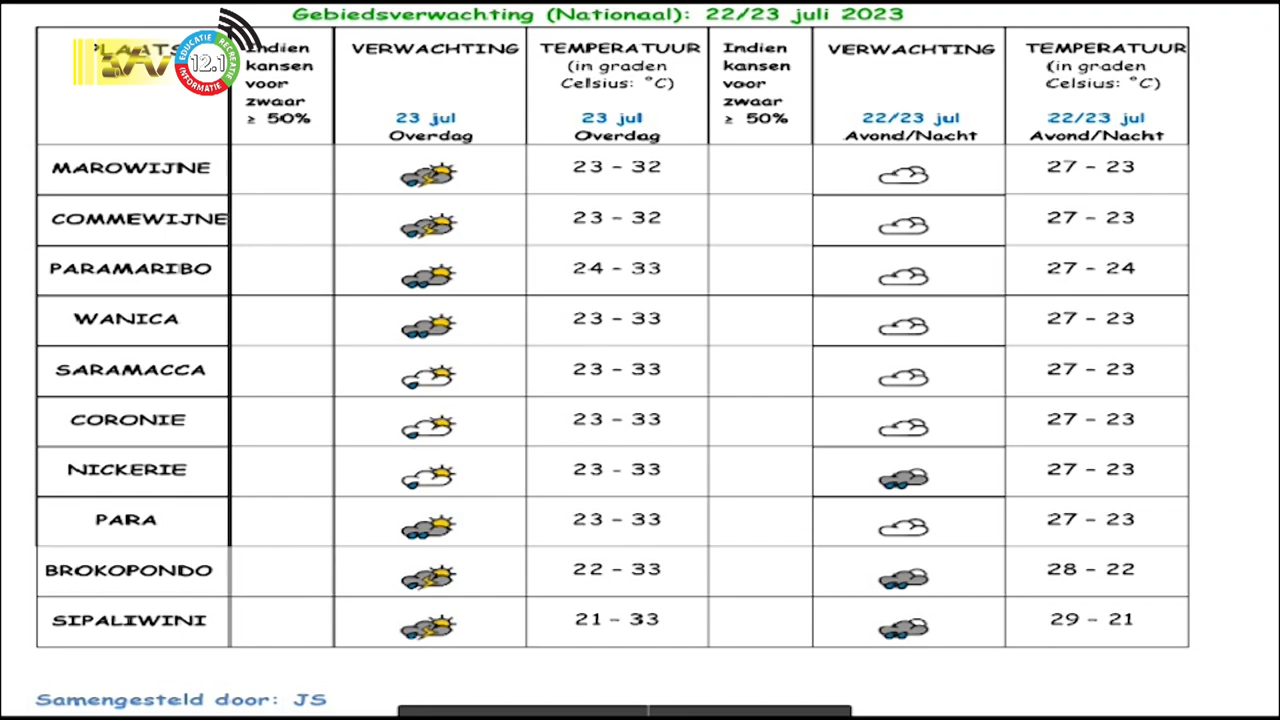 Gebiedsverwachting (Nationaal): 22/23 juli 2023
PLAATS
Indien kansen voor zwaar ≥ 50%
VERWACHTING
23 jul
Overdag
TEMPERATUUR
(in graden Celsius: °C)
23 jul
Overdag
Indien kansen voor zwaar ≥ 50%
VERWACHTING
22/23 jul
Avond/Nacht
TEMPERATUUR
(in graden Celsius: °C)
22/23 jul
Avond/Nacht
EDUCATIE RECREATIE INFORMATIE
12.1
MAROWIJNE 23 - 32 27 - 23
COMMEWIJNE 23 - 32 27 - 23
PARAMARIBO 24 - 33 27 - 24
WANICA 23 - 33 27 - 23
SARAMACCA 23 - 33 27 - 23
CORONIE 23 - 33 27 - 23
NICKERIE 23 - 33 27 - 23
PARA 23 - 33 27 - 23
BROKOPONDO 22 - 33 28 - 22
SIPALIWINI 21 - 33 29 - 21
Samengesteld door: JS